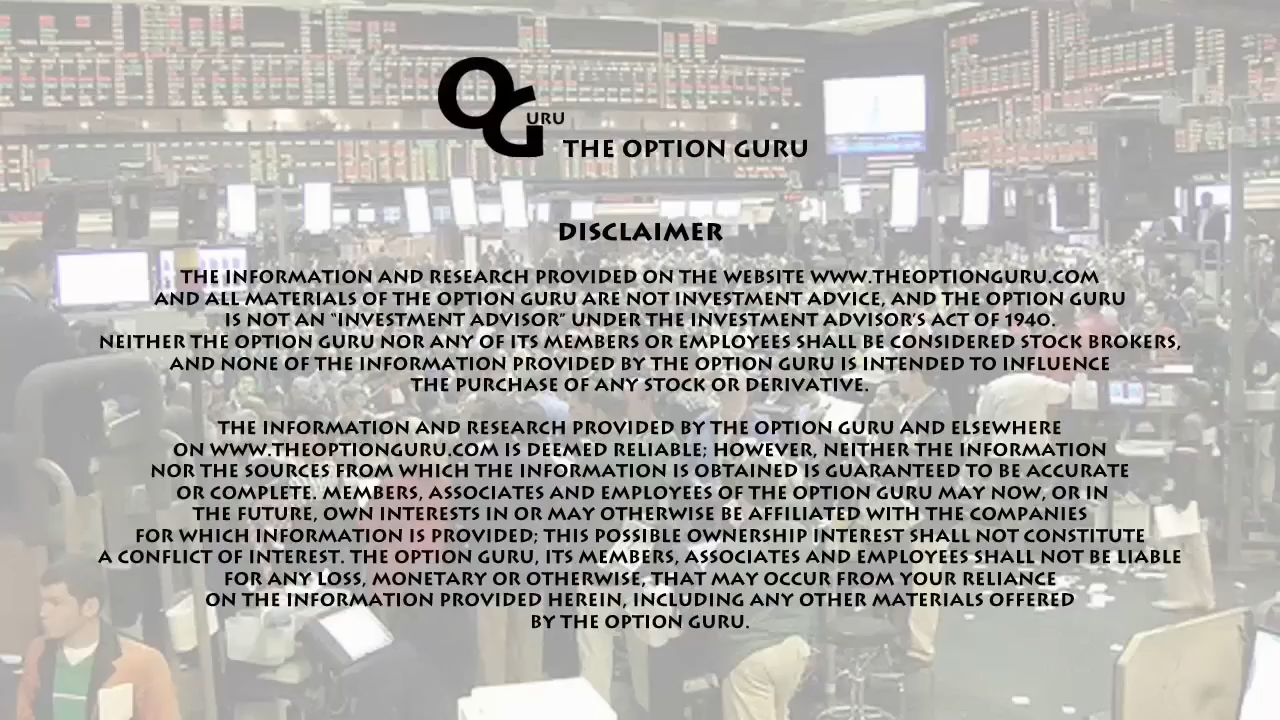 OG URU
THE OPTION GURU
DISCLAIMER
THE INFORMATION AND RESEARCH PROVIDED ON THE WEBSITE WWW.THEOPTIONGURU.COM
AND ALL MATERIALS OF THE OPTION GURU ARE NOT INVESTMENT ADVICE, AND THE OPTION GURU
IS NOT AN “INVESTMENT ADVISOR” UNDER THE INVESTMENT ADVISOR’S ACT OF 1940.
NEITHER THE OPTION GURU NOR ANY OF ITS MEMBERS OR EMPLOYEES SHALL BE CONSIDERED STOCK BROKERS,
AND NONE OF THE INFORMATION PROVIDED BY THE OPTION GURU IS INTENDED TO INFLUENCE
THE PURCHASE OF ANY STOCK OR DERIVATIVE.
THE INFORMATION AND RESEARCH PROVIDED BY THE OPTION GURU AND ELSEWHERE
ON WWW.THEOPTIONGURU.COM IS DEEMED RELIABLE; HOWEVER, NEITHER THE INFORMATION
NOR THE SOURCES FROM WHICH THE INFORMATION IS OBTAINED IS GUARANTEED TO BE ACCURATE
OR COMPLETE. MEMBERS, ASSOCIATES AND EMPLOYEES OF THE OPTION GURU MAY NOW, OR IN
THE FUTURE, OWN INTERESTS IN OR MAY OTHERWISE BE AFFILIATED WITH THE COMPANIES
FOR WHICH INFORMATION IS PROVIDED; THIS POSSIBLE OWNERSHIP INTEREST SHALL NOT CONSTITUTE
A CONFLICT OF INTEREST. THE OPTION GURU, ITS MEMBERS, ASSOCIATES AND EMPLOYEES SHALL NOT BE LIABLE
FOR ANY LOSS, MONETARY OR OTHERWISE, THAT MAY OCCUR FROM YOUR RELIANCE
ON THE INFORMATION PROVIDED HEREIN, INCLUDING ANY OTHER MATERIALS OFFERED
BY THE OPTION GURU.